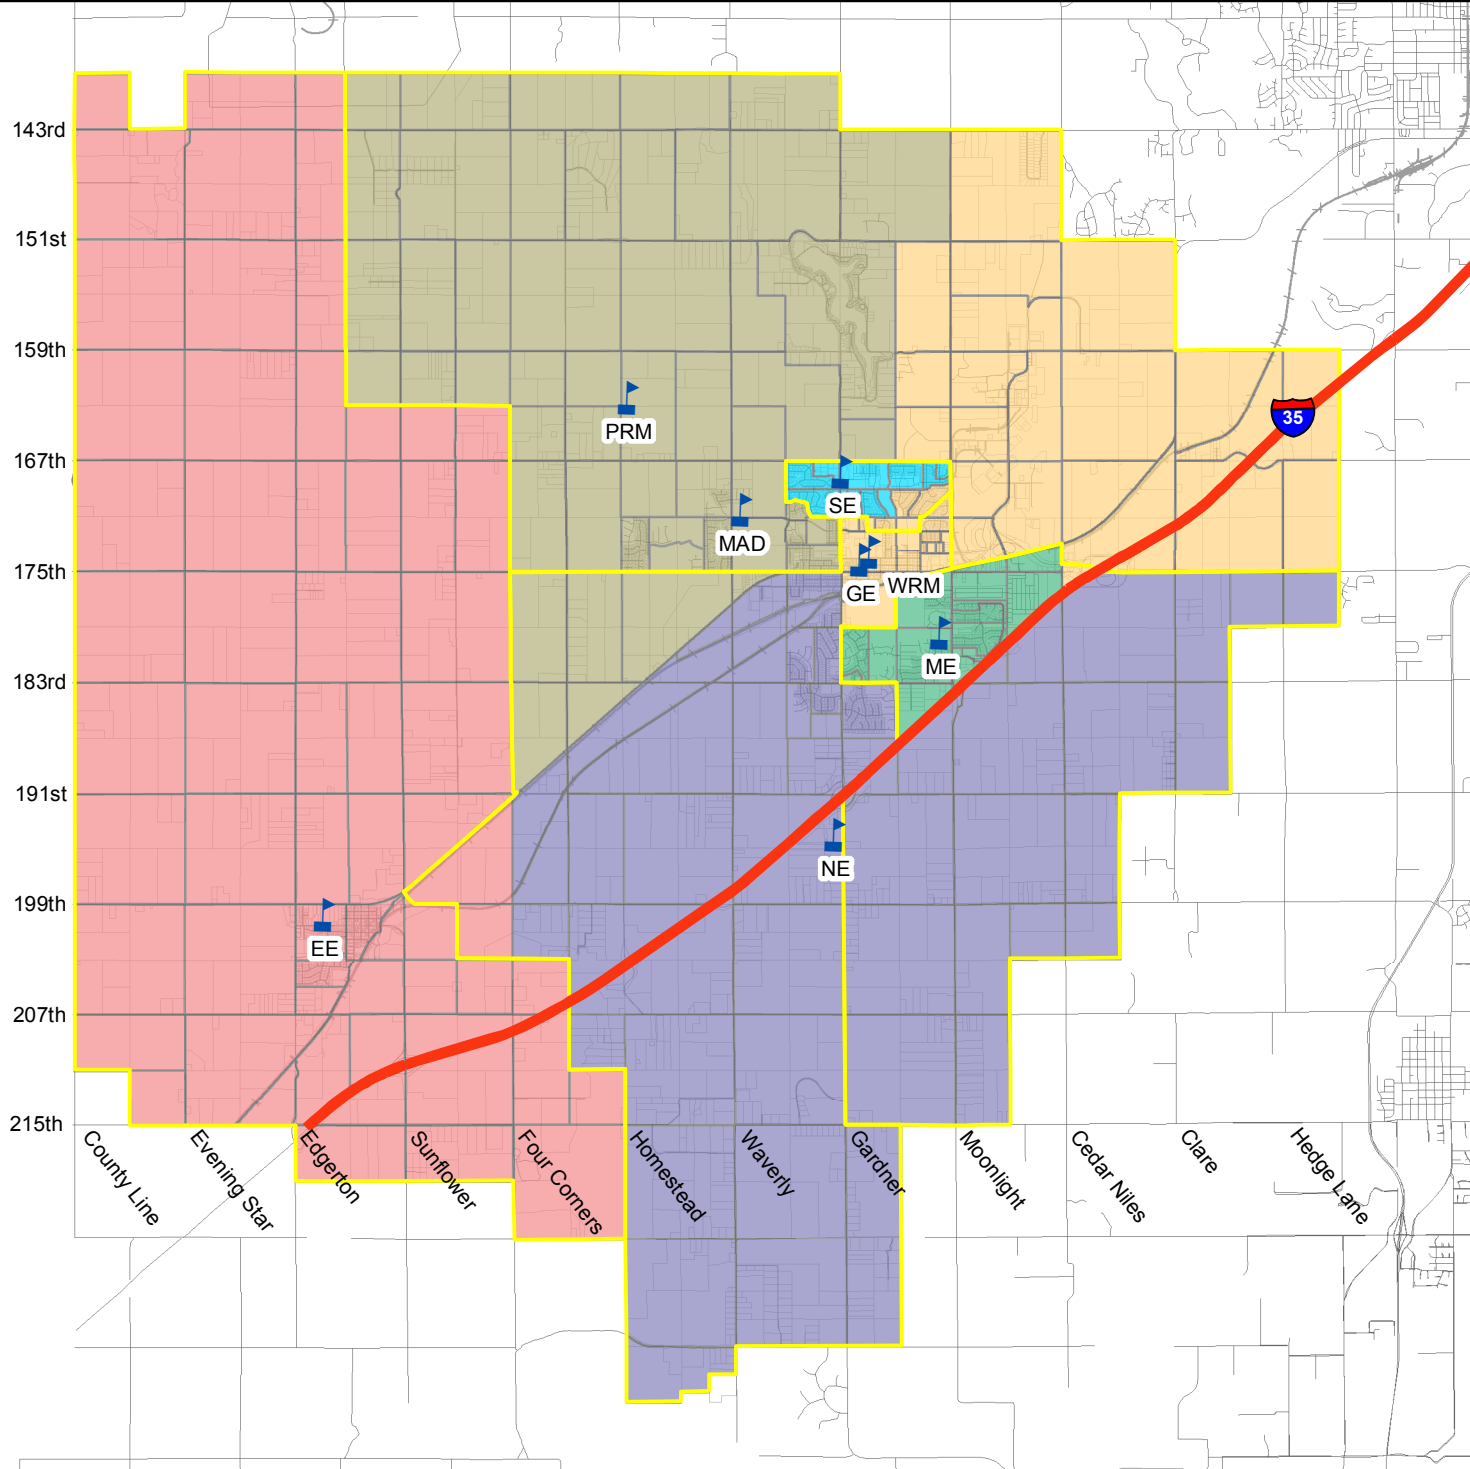 143rd
151st
159th
35
PRM
167th
SE
MAD
175th
GE
WRM
ME
183rd
191st
NE
199th
EE
207th
215th
County Line
Evening Star
Edgerton
Sunflower
Four Corners
Homestead
Waverly
Gardner
Moonlight
Cedar Niles
Clare
Hedge Lane